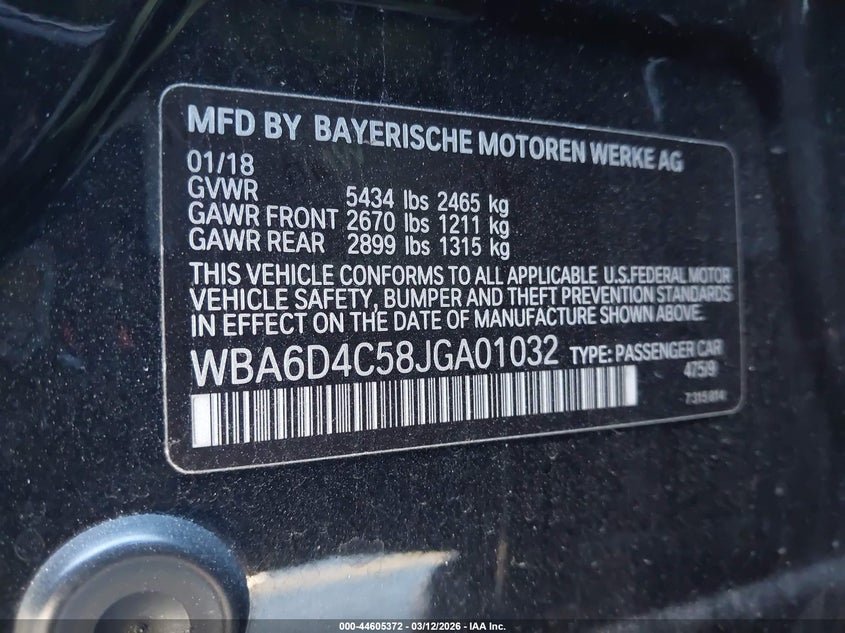 MFD BY BAYERISCHE MOTOREN WERKE AG
01/18
GVWR 5434 lbs 2465 kg
GAWR FRONT 2670 lbs 1211 kg
GAWR REAR 2899 lbs 1315 kg
THIS VEHICLE CONFORMS TO ALL APPLICABLE U.S.FEDERAL MOTOR
VEHICLE SAFETY, BUMPER AND THEFT PREVENTION STANDARDS
IN EFFECT ON THE DATE OF MANUFACTURE SHOWN ABOVE.
WBA6D4C58JGA01032 TYPE: PASSENGER CAR
475/9
7315814
000-44605372 - 03/12/2026 - IAA Inc.